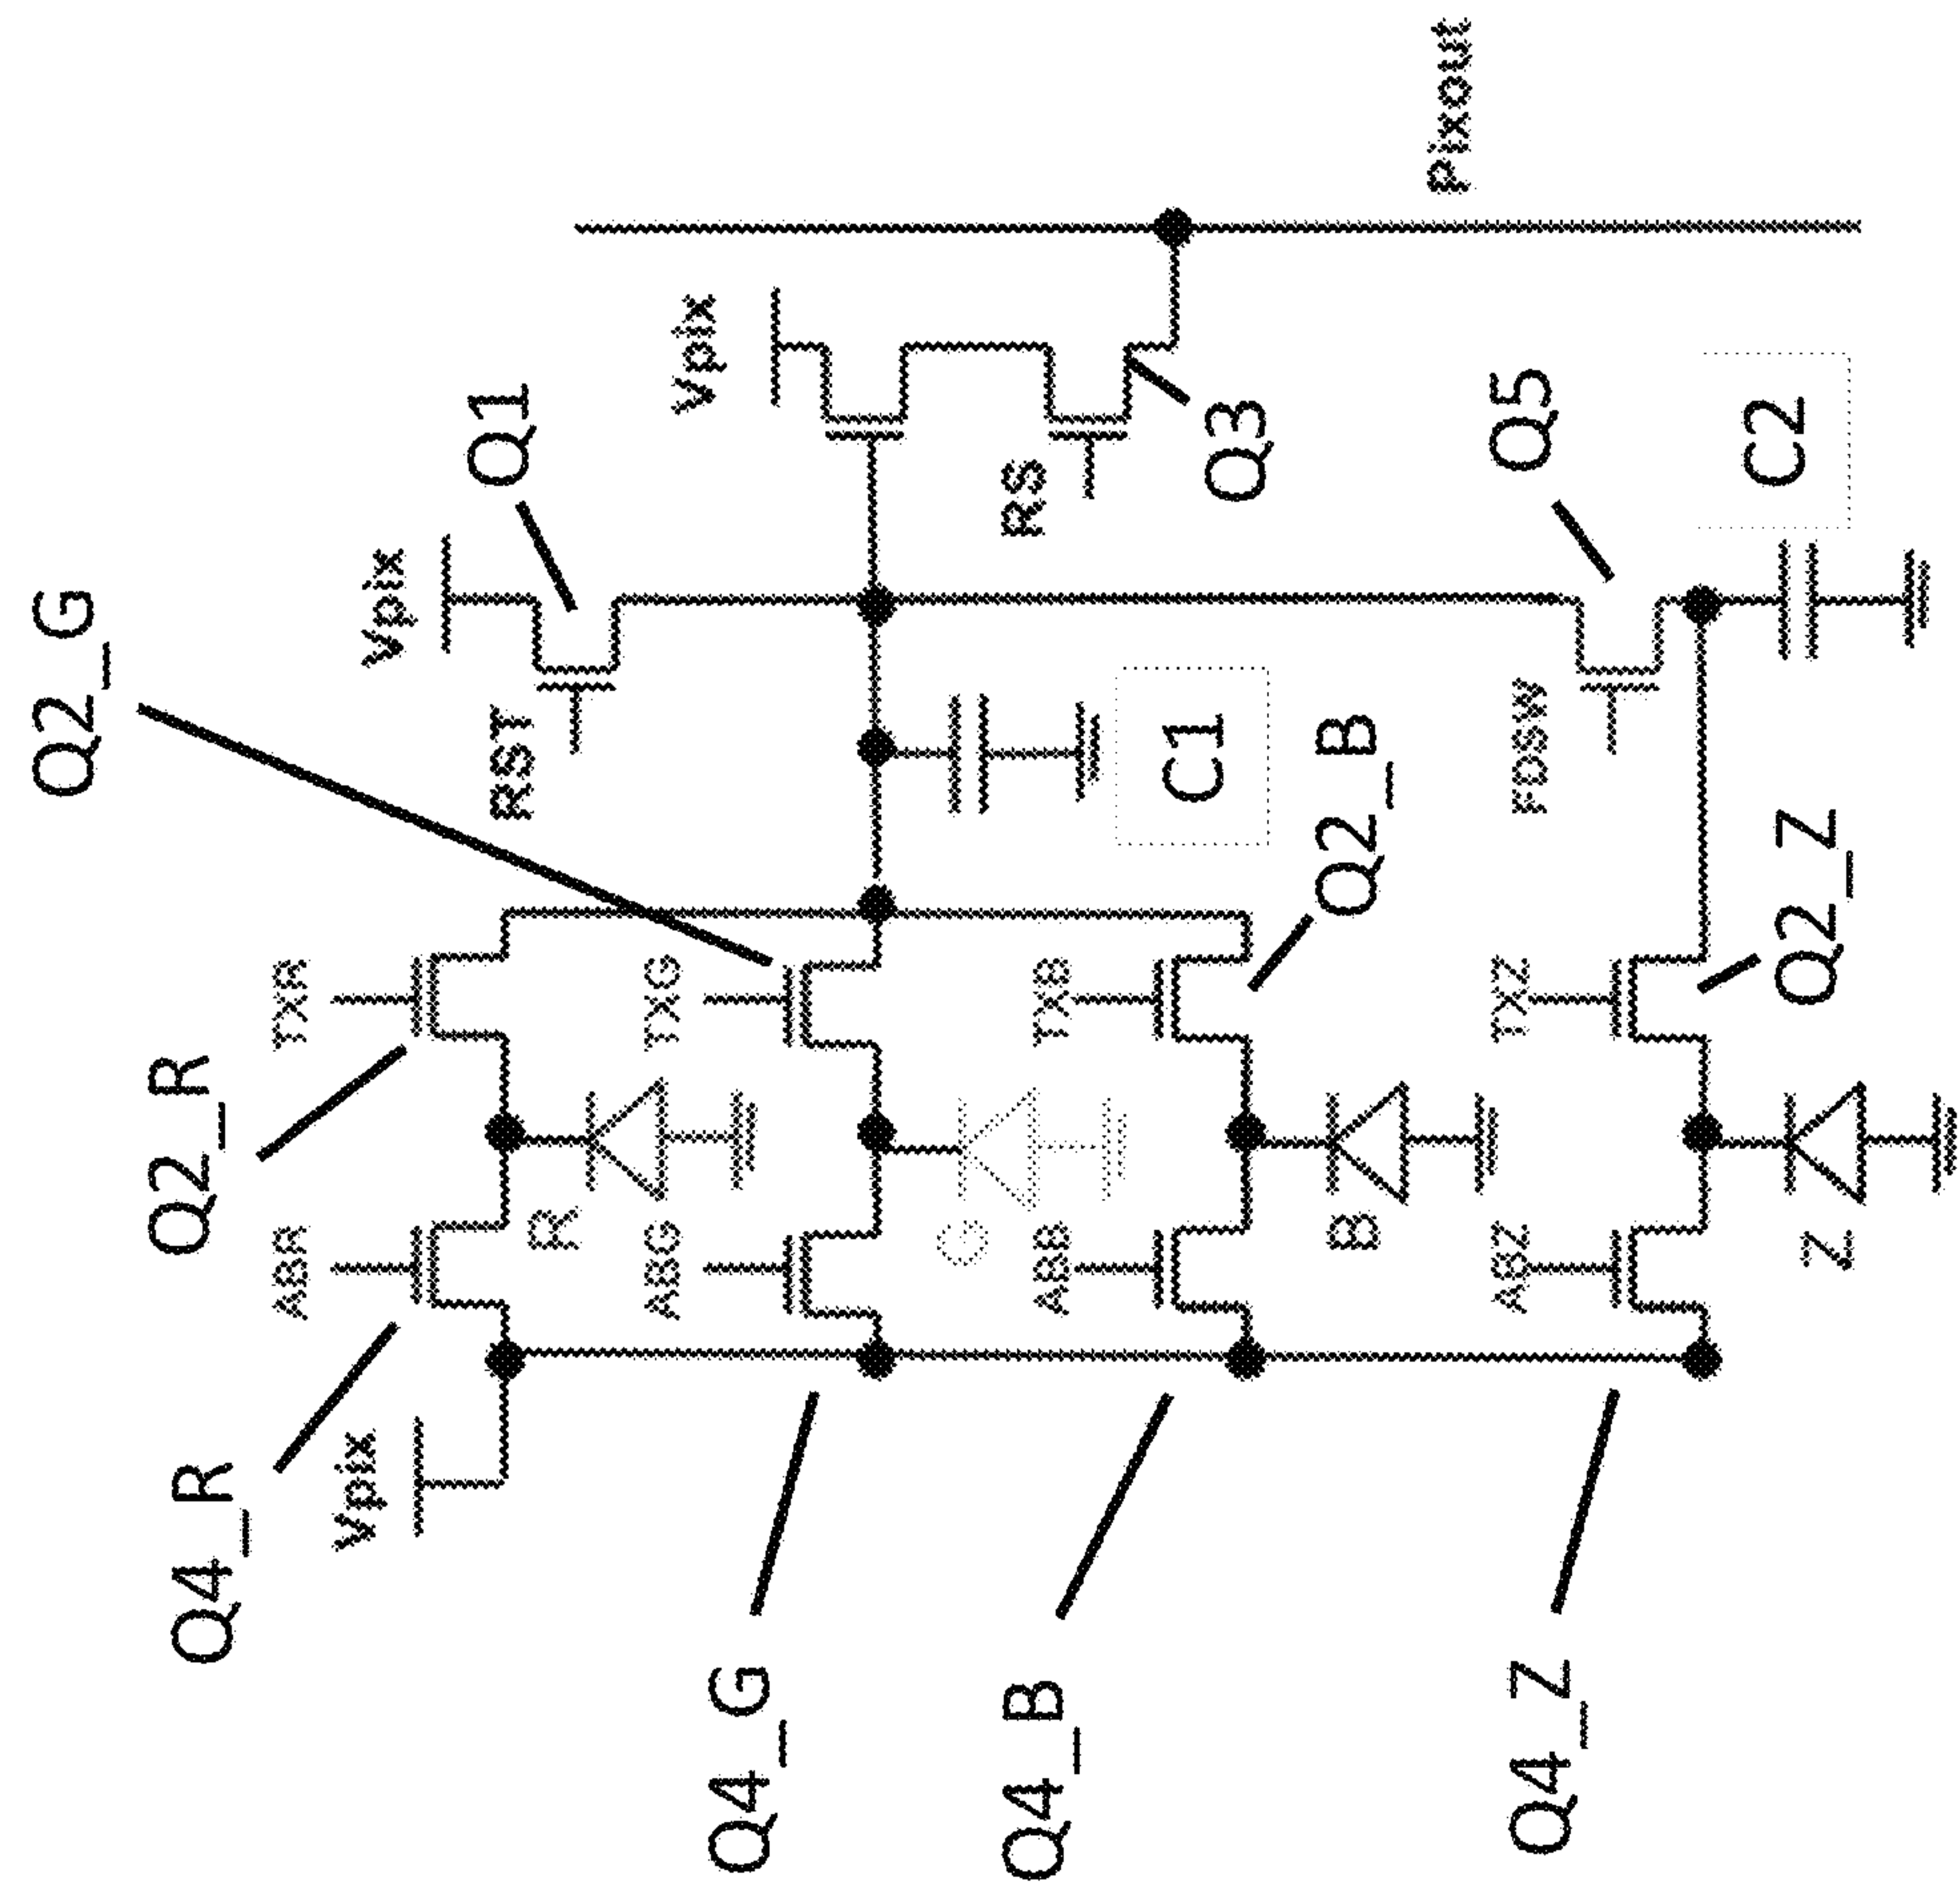 Q4_R
Q2_R
Q2_G
Vpix
ABR
TXR
Vpix
Q1
RST
Vpix
R
Q4_G
ABG
TXG
G
C1
RS
Q3
Pixout
Q4_B
ABB
TXB
Q2_B
B
Q5
FDSW
C2
Q4_Z
ABZ
TXZ
Q2_Z
Z